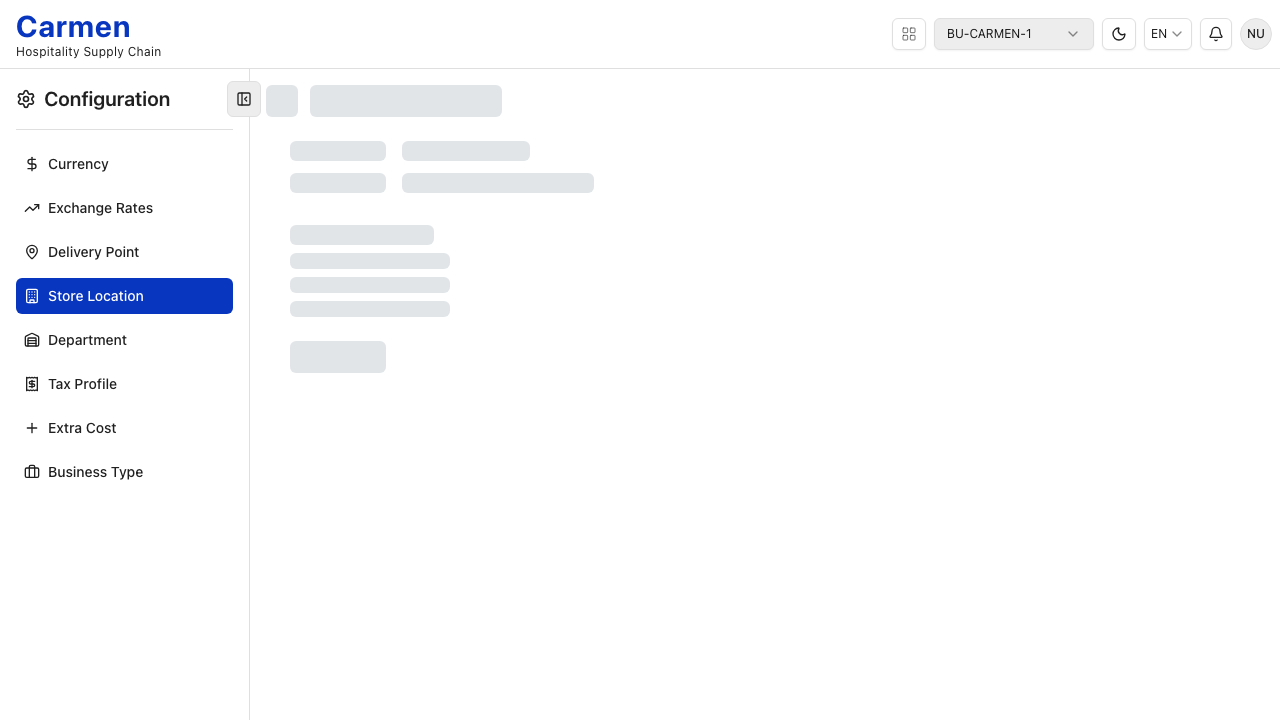 Carmen
Hospitality Supply Chain
BU-CARMEN-1
EN
NU
Configuration
Currency
Exchange Rates
Delivery Point
Store Location
Department
Tax Profile
Extra Cost
Business Type